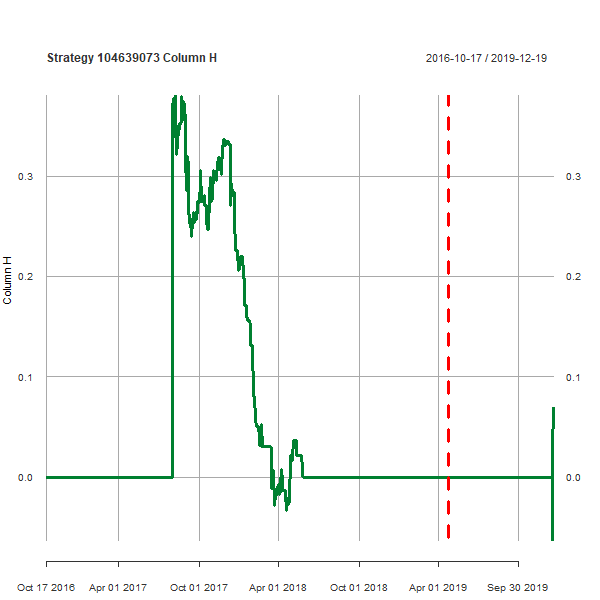 Strategy 104639073 Column H
2016-10-17 / 2019-12-19
Column H
0.3
0.3
0.2
0.2
0.1
0.1
0.0
0.0
Oct 17 2016
Apr 01 2017
Oct 01 2017
Apr 01 2018
Oct 01 2018
Apr 01 2019
Sep 30 2019